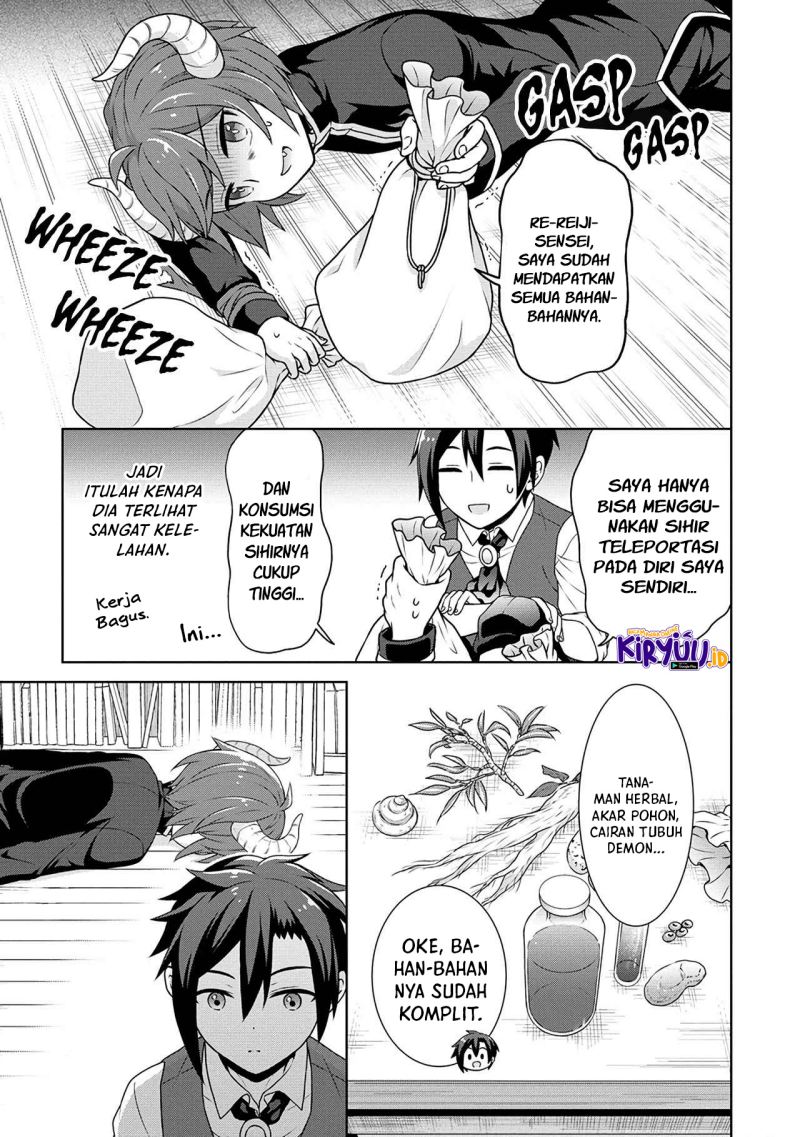 GASP
GASP
RE-REIJI-
SENSEI,
SAYA SUDAH
MENDAPATKAN
SEMUA BAHAN-
BAHANNYA.
WHEEZE
WHEEZE
SAYA HANYA
BISA MENGGU-
NAKAN SIHIR
TELEPORTASI
PADA DIRI SAYA
SENDIRI...
DAN
KONSUMSI
KEKUATAN
SIHIRNYA
CUKUP
TINGGI...
JADI
ITULAH KENAPA
DIA TERLIHAT
SANGAT KELE-
LAHAN.
Kerja
Bagus.
Ini...
KIRYUU.ID
TANA-
MAN HERBAL,
AKAR POHON,
CAIRAN TUBUH
DEMON...
OKE, BA-
HAN-BAHAN
NYA SUDAH
KOMPLIT.